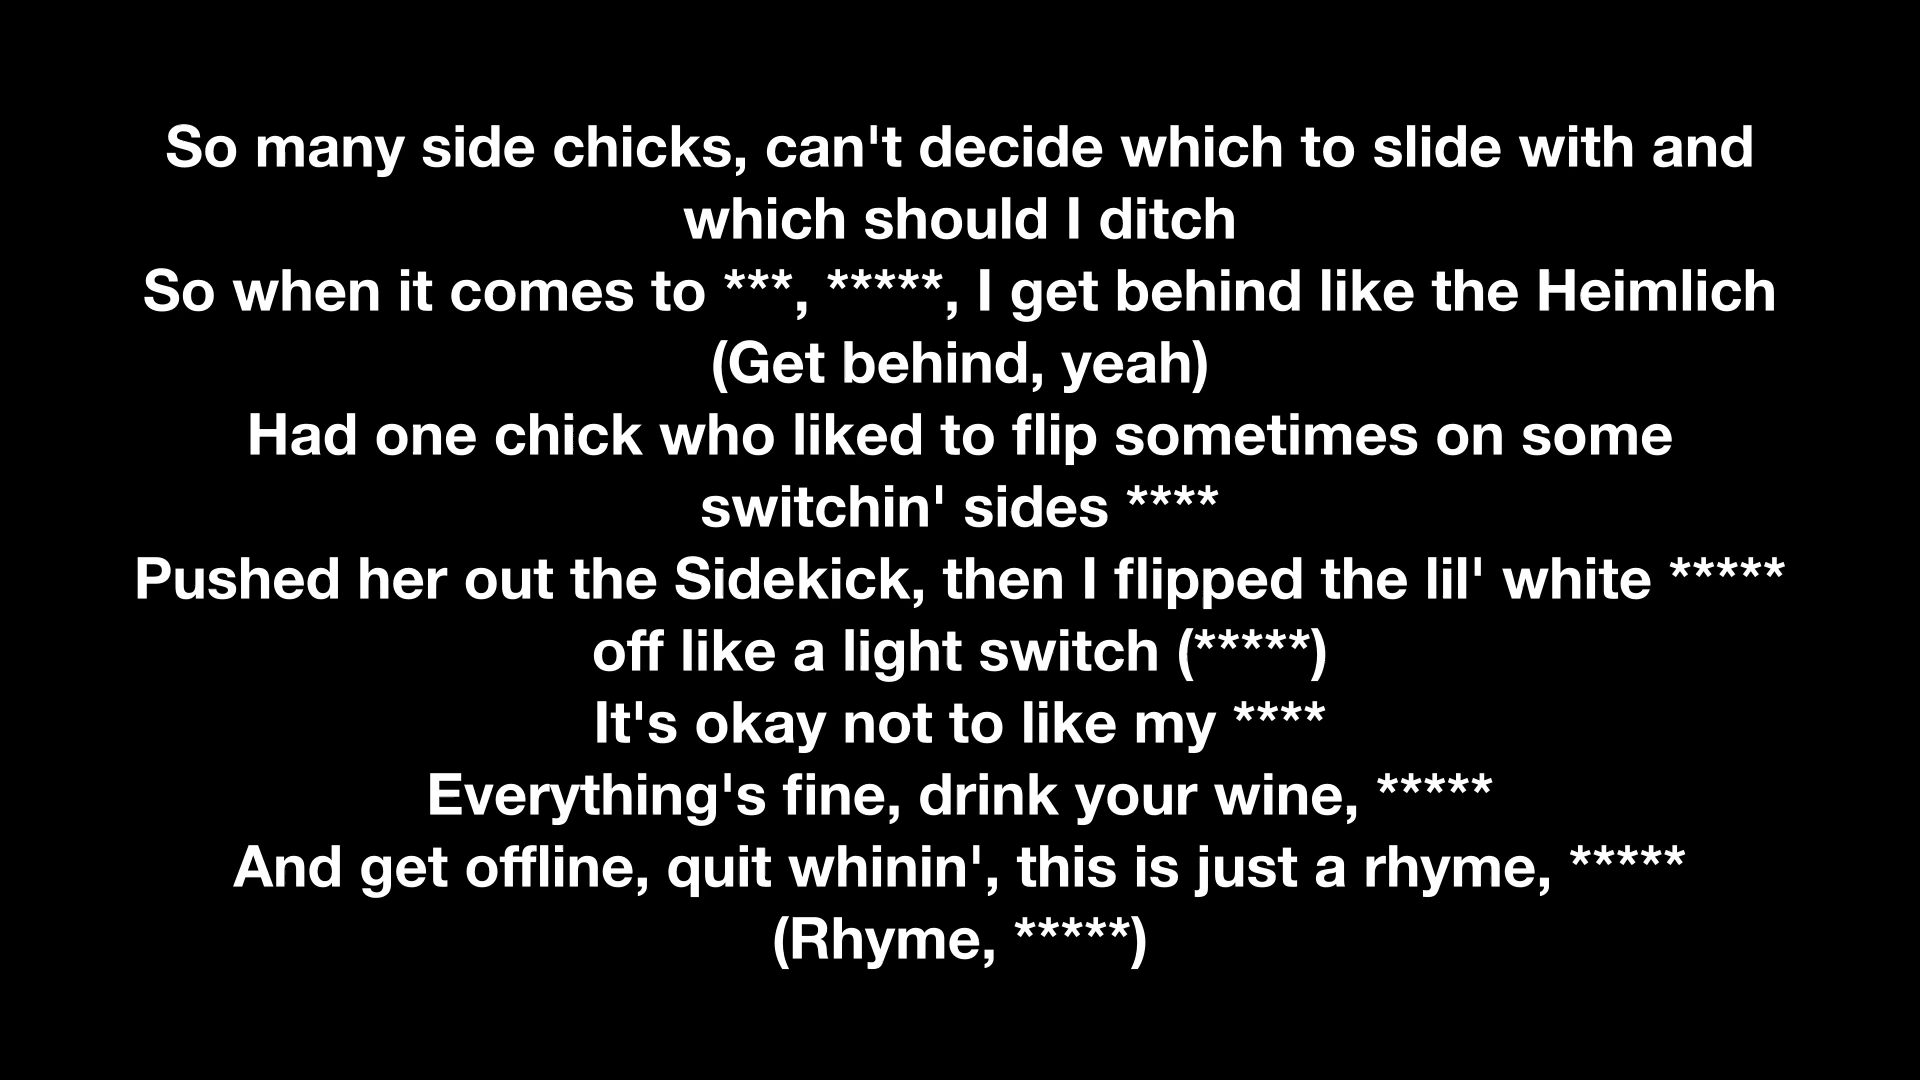 So many side chicks, can't decide which to slide with and
which should I ditch
So when it comes to ***, *****, I get behind like the Heimlich
(Get behind, yeah)
Had one chick who liked to flip sometimes on some
switchin' sides ****
Pushed her out the Sidekick, then I flipped the lil' white *****
off like a light switch (*****)
It's okay not to like my ****
Everything's fine, drink your wine, *****
And get offline, quit whinin', this is just a rhyme, *****
(Rhyme, *****)